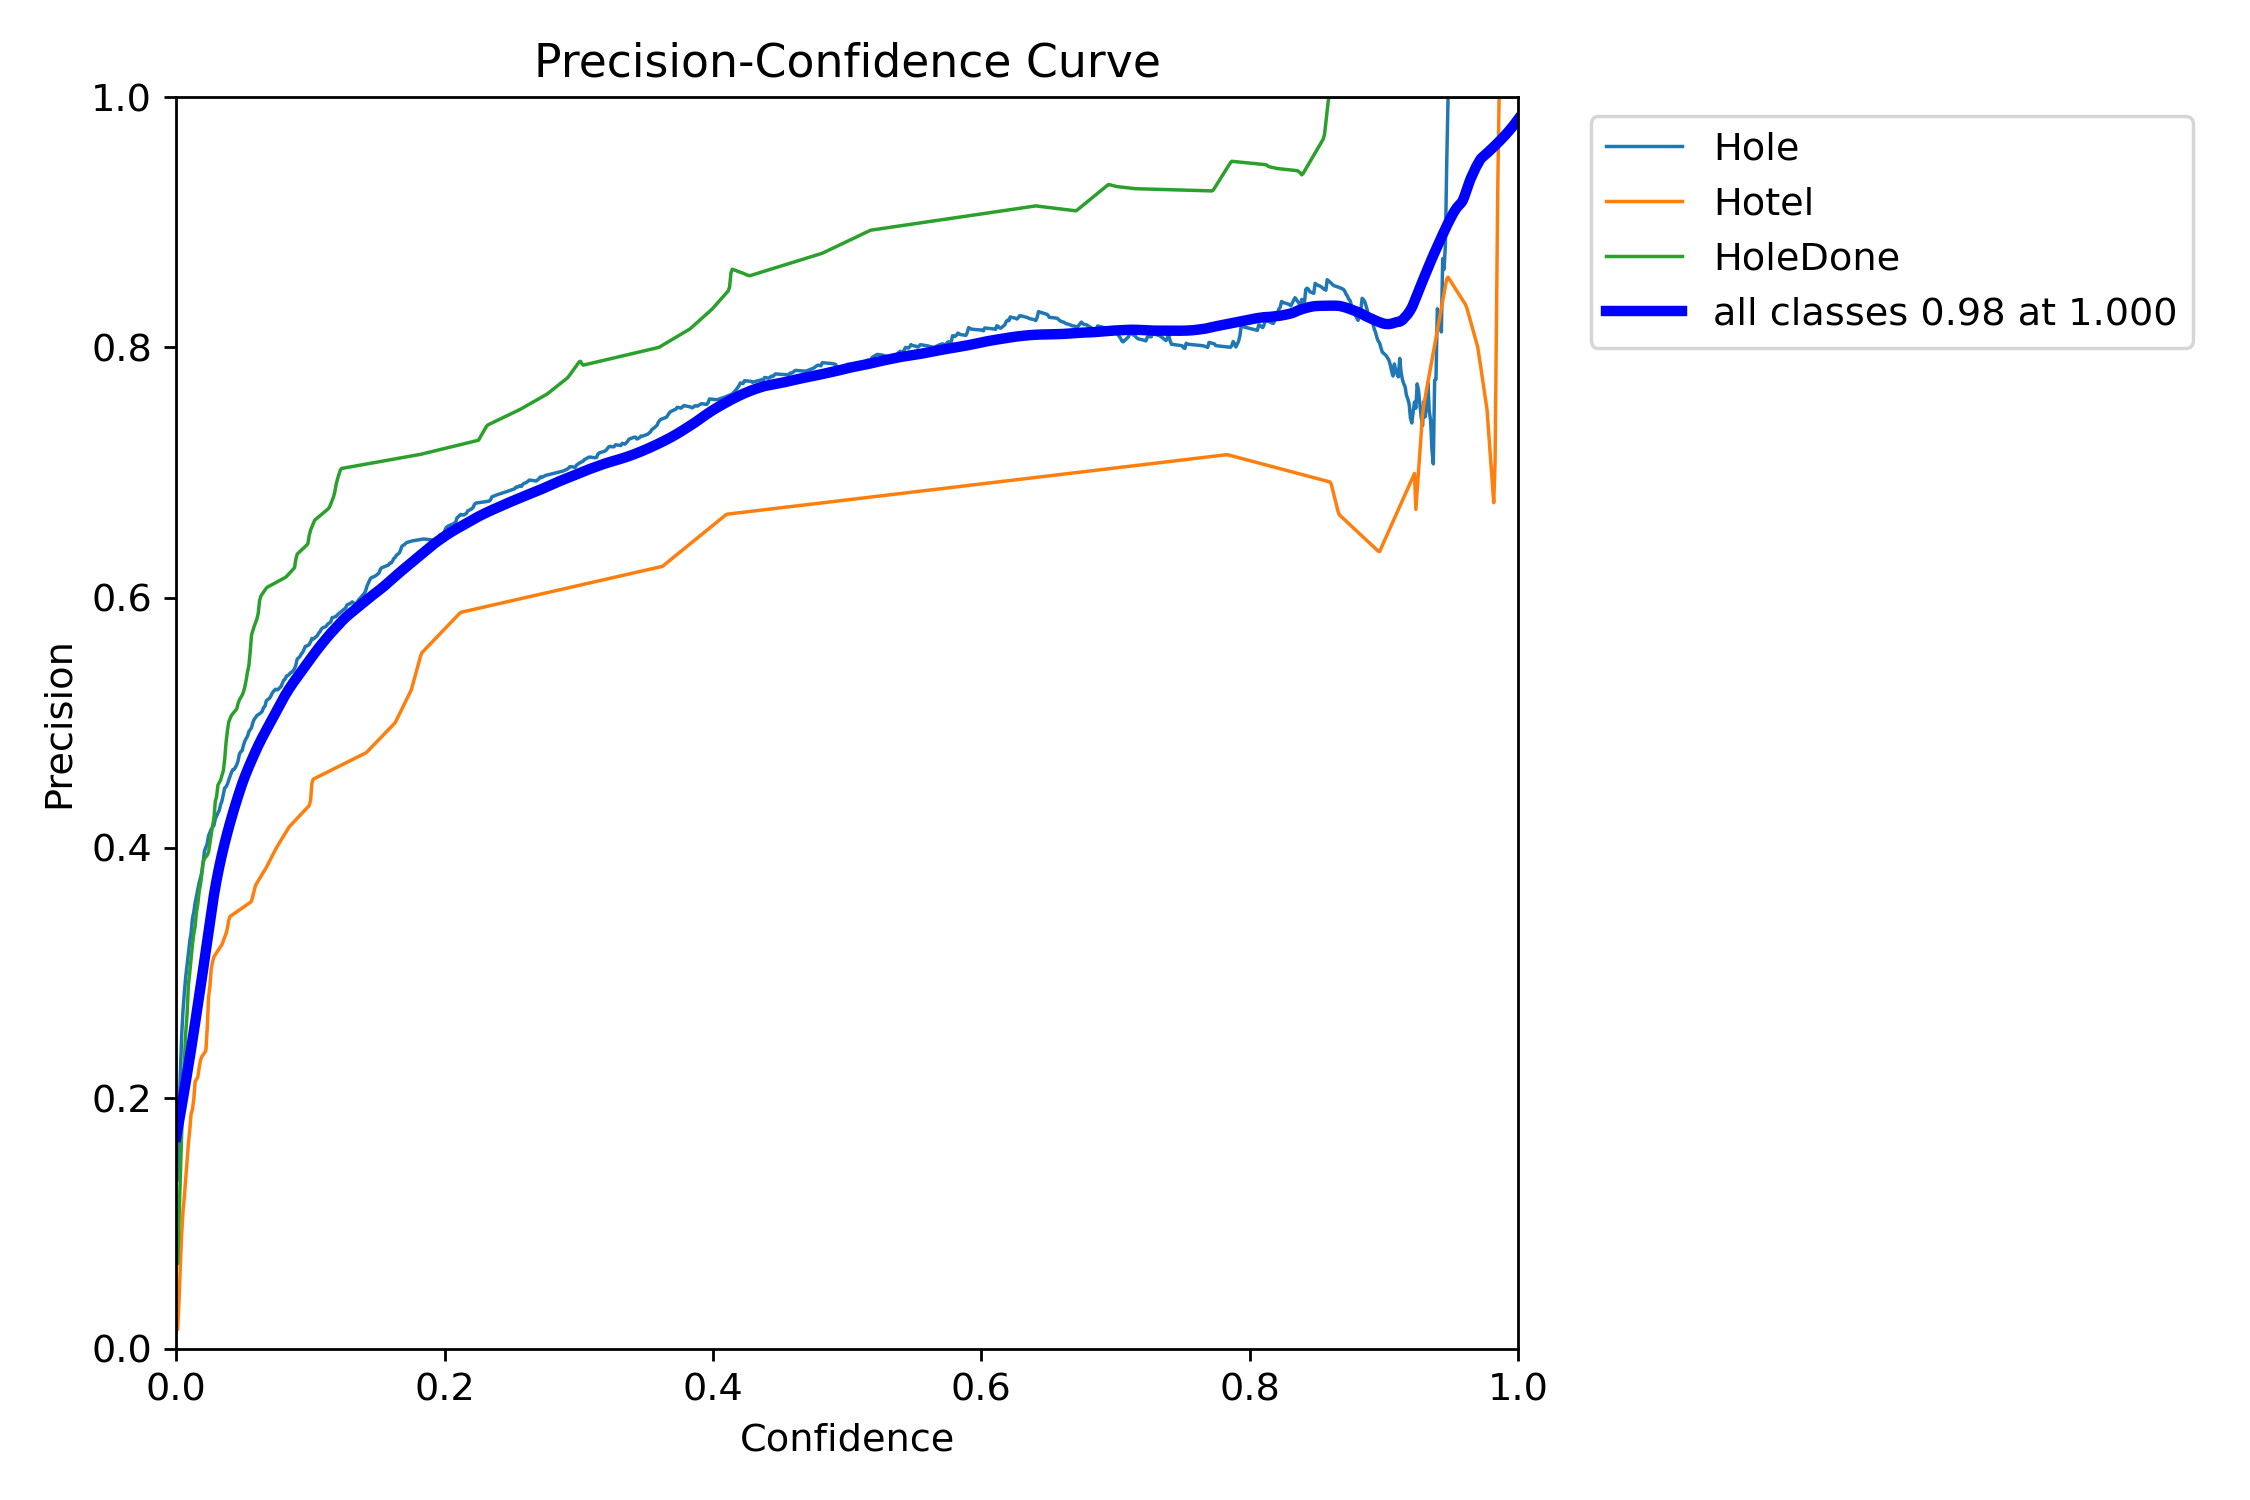 Precision-Confidence Curve
1.0
0.8
0.6
0.4
0.2
0.0
Precision
0.0 0.2 0.4 0.6 0.8 1.0
Confidence
Hole
Hotel
HoleDone
all classes 0.98 at 1.000